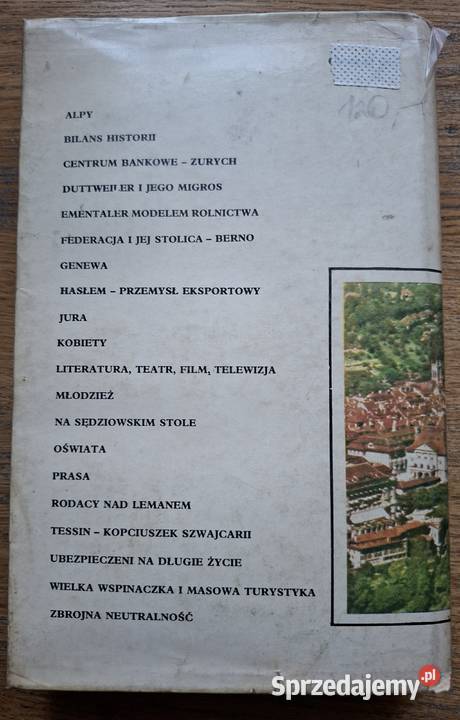 120,-
ALPY
BILANS HISTORII
CENTRUM BANKOWE – ZURYCH
DUTTWEILER I JEGO MIGROS
EMENTALER MODELEM ROLNICTWA
FEDERACJA I JEJ STOLICA – BERNO
GENEWA
HASŁEM – PRZEMYSŁ EKSPORTOWY
JURA
KOBIETY
LITERATURA, TEATR, FILM, TELEWIZJA
MŁODZIEŻ
NA SĘDZIOWSKIM STOLE
OŚWIATA
PRASA
RODACY NAD LEMANEM
TESSIN – KOPCIUSZEK SZWAJCARII
UBEZPIECZENI NA DŁUGIE ŻYCIE
WIELKA WSPINACZKA I MASOWA TURYSTYKA
ZBROJNA NEUTRALNOŚĆ
Sprzedajemy.pl